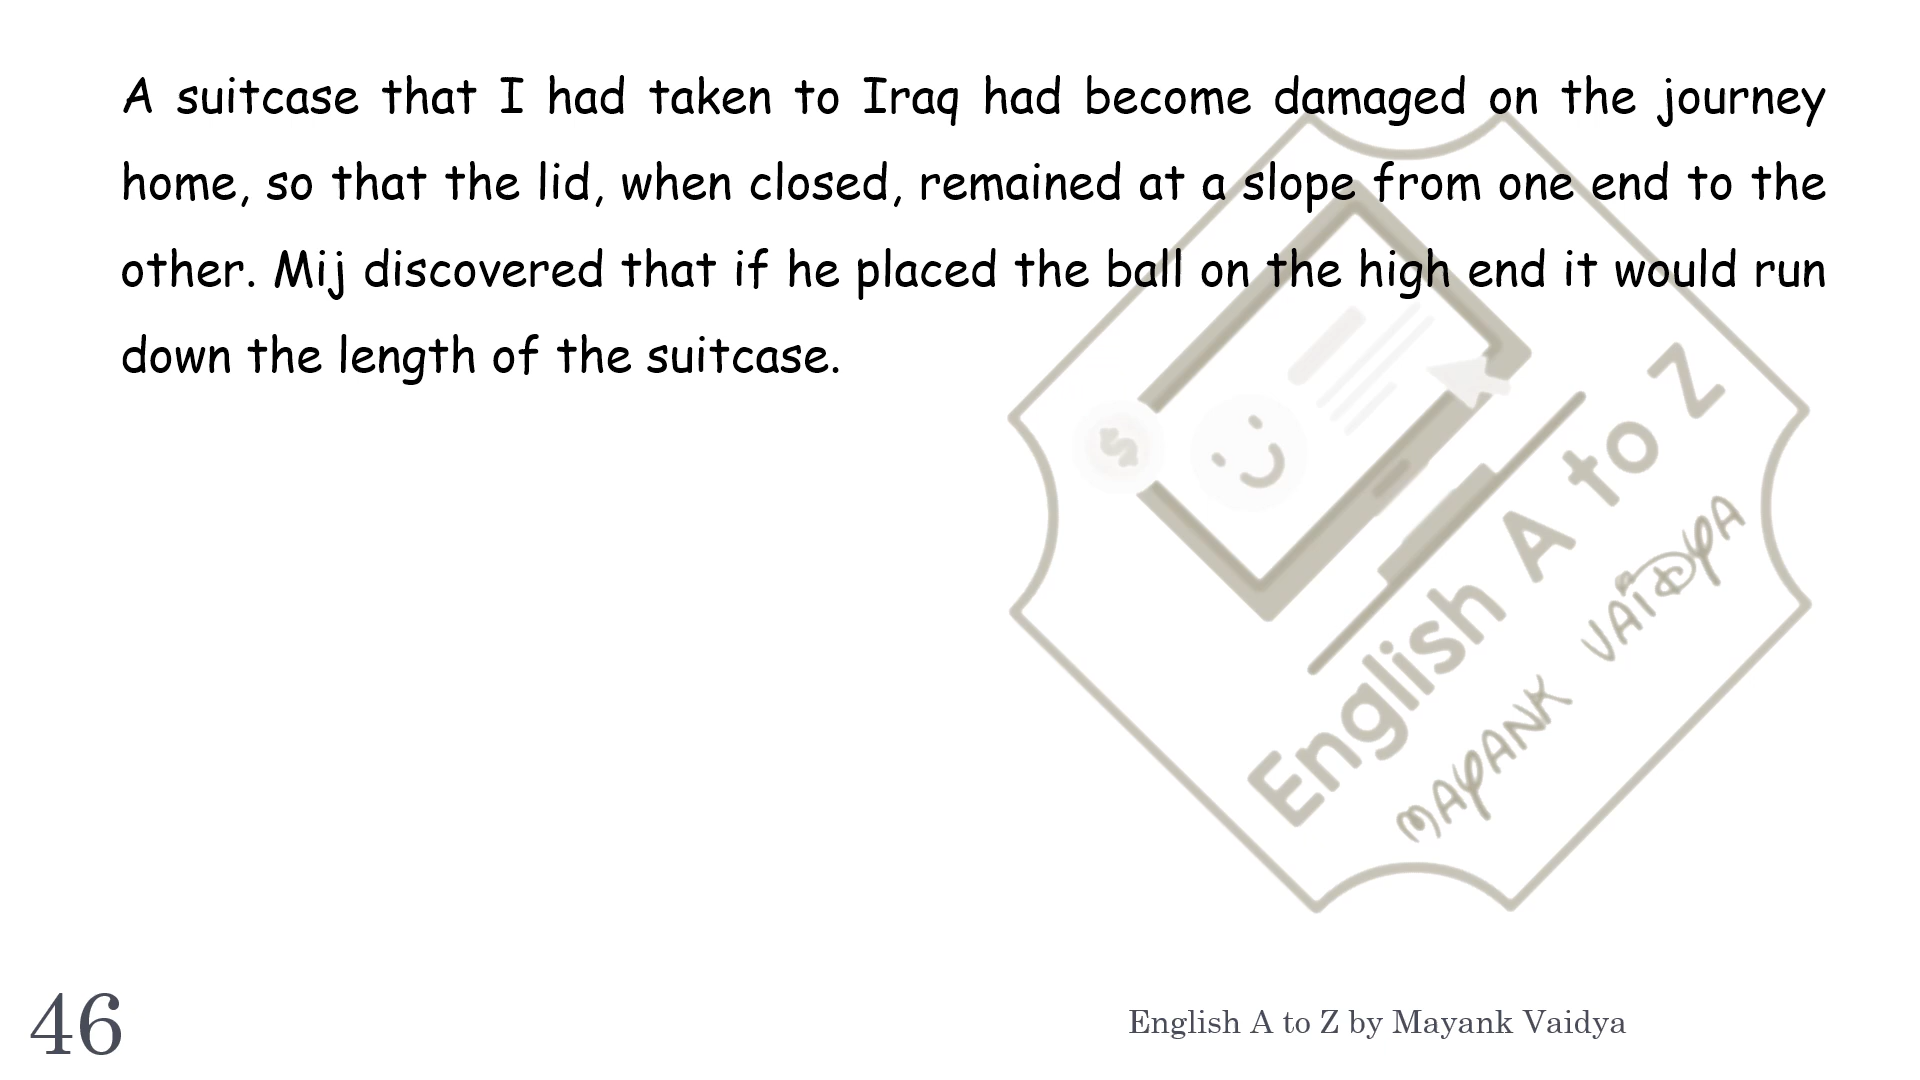 A suitcase that I had taken to Iraq had become damaged on the journey
home, so that the lid, when closed, remained at a slope from one end to the
other. Mij discovered that if he placed the ball on the high end it would run
down the length of the suitcase.
$
English A to Z
MAYANK VAIDYA
46
English A to Z by Mayank Vaidya